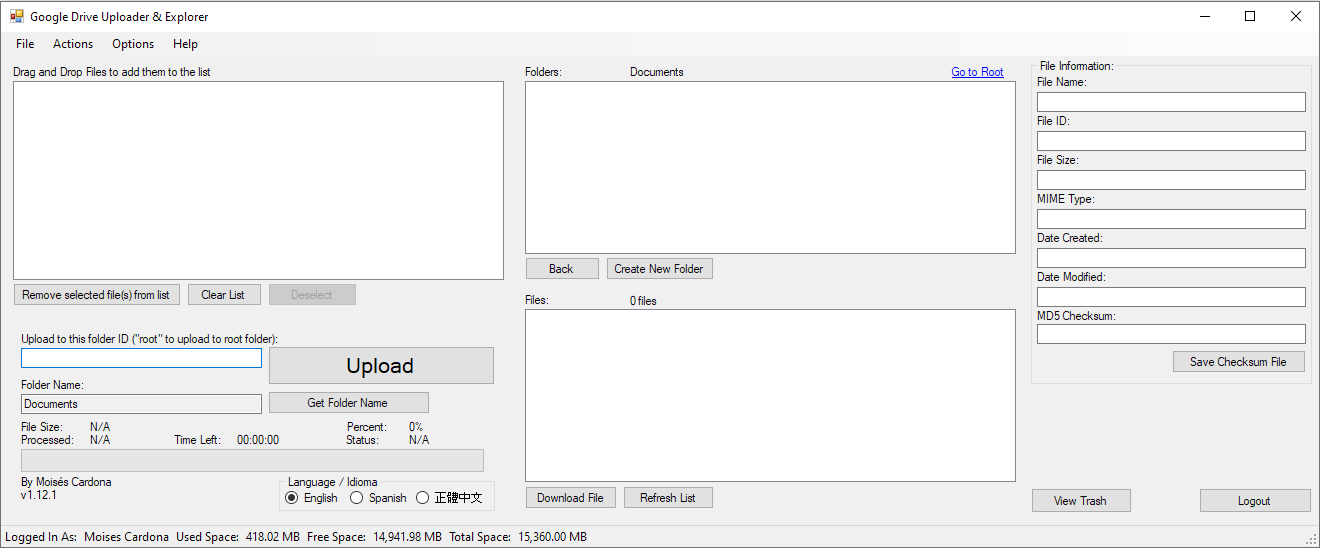 Google Drive Uploader & Explorer
File Actions Options Help
Drag and Drop Files to add them to the list
Remove selected file(s) from list Clear List Deselect
Upload to this folder ID ("root" to upload to root folder):
Upload
Folder Name:
Documents
Get Folder Name
File Size: N/A Percent: 0%
Processed: N/A Time Left: 00:00:00 Status: N/A
By Moisés Cardona
v1.12.1
Language / Idioma
English Spanish 正體中文
Folders: Documents Go to Root
Back Create New Folder
Files: 0 files
Download File Refresh List
File Information:
File Name:
File ID:
File Size:
MIME Type:
Date Created:
Date Modified:
MD5 Checksum:
Save Checksum File
View Trash Logout
Logged In As: Moises Cardona Used Space: 418.02 MB Free Space: 14,941.98 MB Total Space: 15,360.00 MB